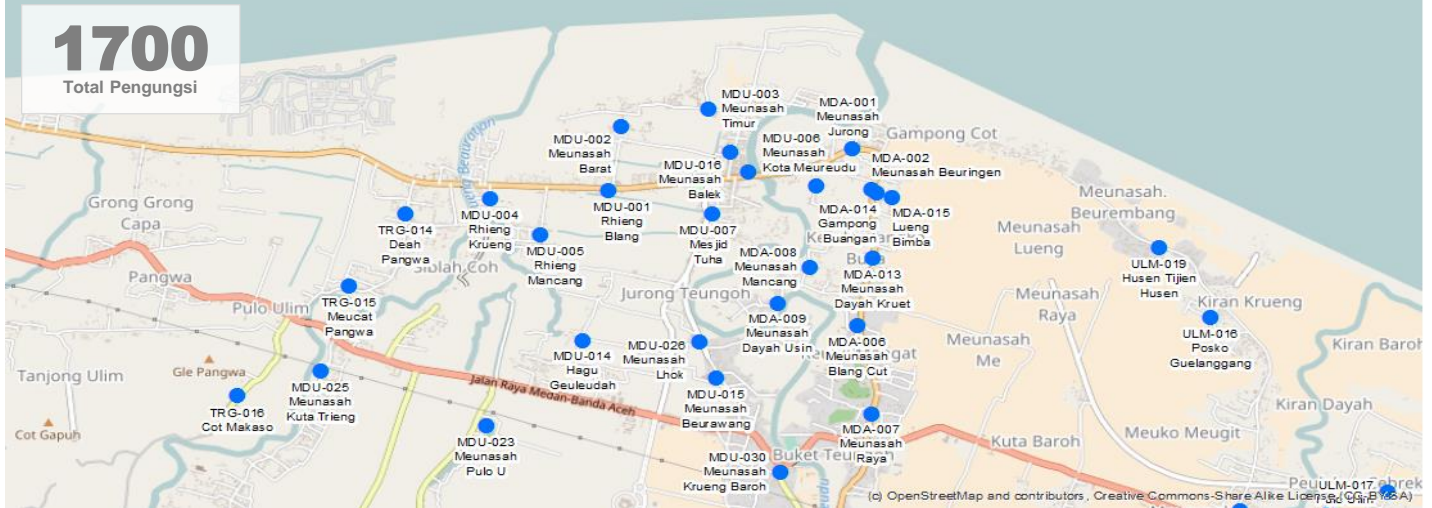 1700
Total Pengungsi
MDU-003
Meunasah
Timur
MDA-001
Meunasah
Jurong
Gampong Cot
MDU-002
Meunasah
Barat
MDU-006
Meunasah
Kota Meureudu
MDA-002
Meunasah Beuringen
MDU-016
Meunasah
Balek
Grong Grong
Capa
TRG-014
Deah
Pangwa
MDU-004
Rhieng
Krueng
MDU-001
Rhieng
Blang
MDU-007
Mesjid
Tuha
MDA-014
Gampong
Buangan
MDA-015
Lueng
Bimba
Meunasah
Beurembang
Meunasah
Lueng
MDU-005
Rhieng
Mancang
Siblah Coh
MDA-008
Meunasah
Mancang
MDA-013
Meunasah
Dayah Kruet
ULM-019
Husen Tijien
Husen
Pangwa
Pulo Ulim
TRG-015
Meucat
Pangwa
Jurong Teungoh
Meunasah
Raya
Kiran Krueng
MDA-009
Meunasah
Dayah Usin
MDA-006
Meunasah
Blang Cut
Meunasah
Me
ULM-016
Posko
Guelanggang
Kiran Baroh
MDU-014
Hagu
Geuleudah
MDU-026
Meunasah
Lhok
Tanjong Ulim
Gle Pangwa
MDU-025
Meunasah
Kuta Trieng
Jalan Raya Medan-Banda Aceh
MDU-015
Meunasah
Beurawang
TRG-016
Cot Makaso
Kiran Dayah
Cot Gapuh
MDU-023
Meunasah
Pulo U
MDA-007
Meunasah
Raya
Kuta Baroh
Meuko Meugit
MDU-030
Meunasah
Krueng Baroh
ULM-017
(c) OpenStreetMap and contributors, Creative Commons-Share Alike License (CC-BY-SA)